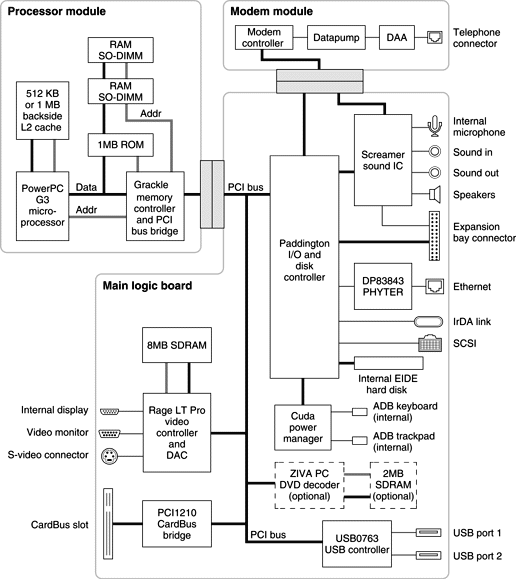 Processor module
RAM
SO-DIMM
RAM
SO-DIMM
Addr
512 KB
or 1 MB
backside
L2 cache
1MB ROM
PowerPC
G3
micro-
processor
Data
Addr
Grackle
memory
controller
and PCI
bus bridge
Modem module
Modem
controller
Datapump
DAA
Telephone
connector
PCI bus
Screamer
sound IC
Internal
microphone
Sound in
Sound out
Speakers
Expansion
bay connector
Paddington
I/O and
disk
controller
DP83843
PHYTER
Ethernet
IrDA link
SCSI
Internal EIDE
hard disk
Cuda
power
manager
ADB keyboard
(internal)
ADB trackpad
(internal)
Main logic board
8MB SDRAM
Rage LT Pro
video
controller
and
DAC
Internal display
Video monitor
S-video connector
ZIVA PC
DVD decoder
(optional)
2MB
SDRAM
(optional)
CardBus slot
PCI1210
CardBus
bridge
PCI bus
USB0763
USB controller
USB port 1
USB port 2